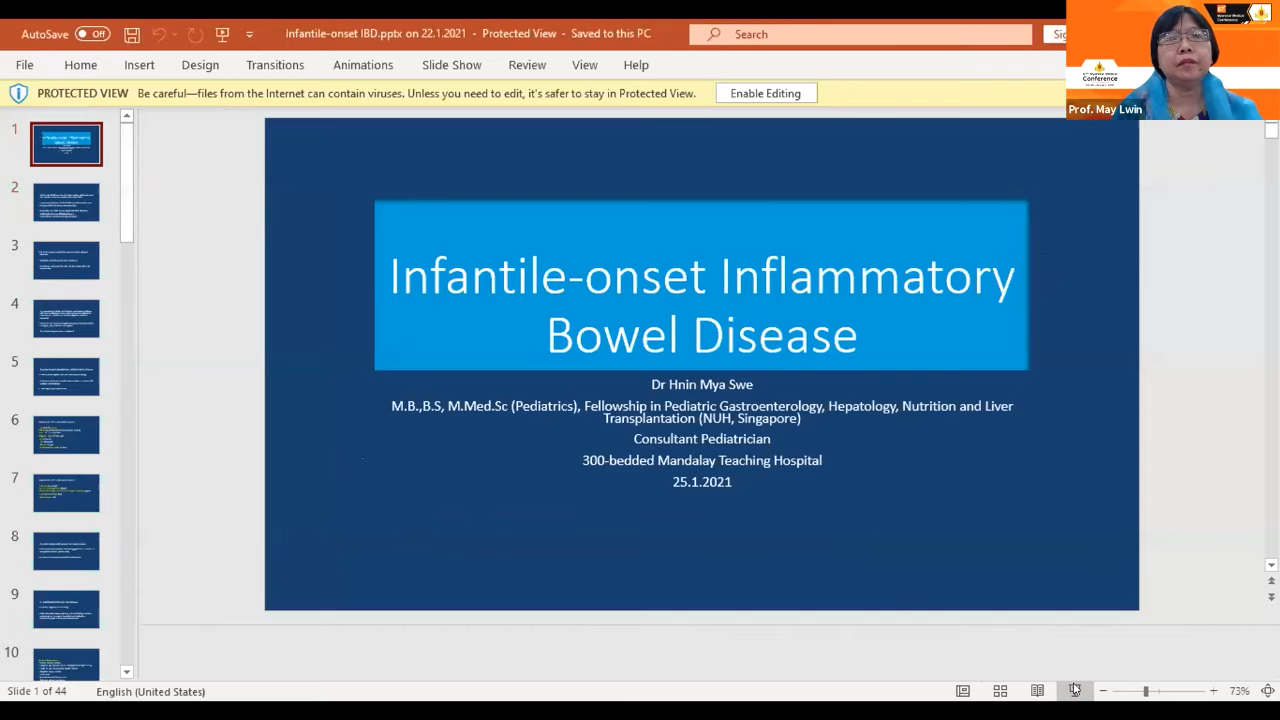 AutoSave
Off
Infantile-onset IBD.pptx on 22.1.2021 - Protected View - Saved to this PC
Search
Conference
Prof. May Lwin
File
Home
Insert
Design
Transitions
Animations
Slide Show
Review
View
Help
PROTECTED VIEW
Be careful—files from the Internet can contain viruses. Unless you need to edit, it's safer to stay in Protected View.
Enable Editing
1
2
3
4
5
6
7
8
9
10
Infantile-onset Inflammatory
Bowel Disease
Dr Hnin Mya Swe
M.B.,B.S, M.Med.Sc (Pediatrics), Fellowship in Pediatric Gastroenterology, Hepatology, Nutrition and Liver
Transplantation (NUH, Singapore)
Consultant Pediatrician
300-bedded Mandalay Teaching Hospital
25.1.2021
Slide 1 of 44
English (United States)
73%